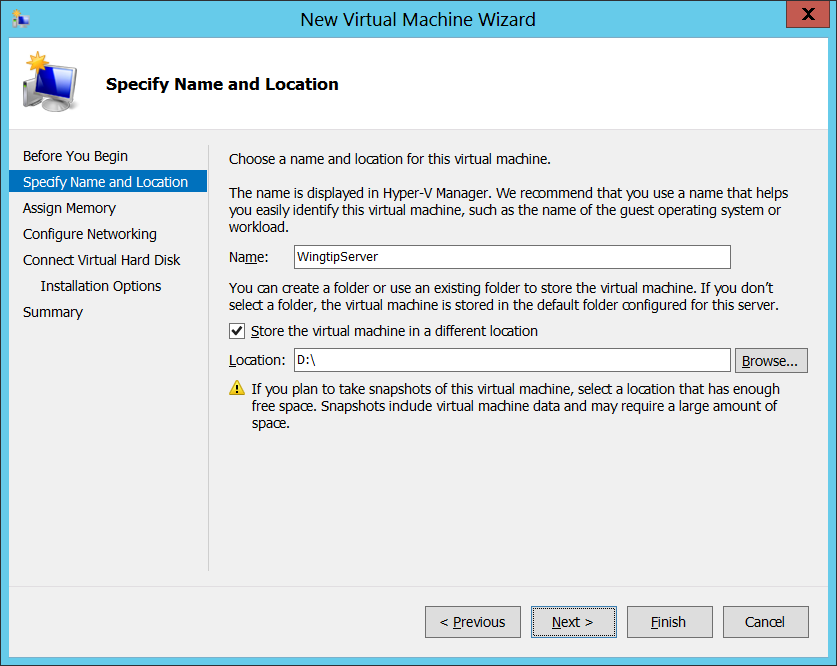 New Virtual Machine Wizard
X
Specify Name and Location
Before You Begin
Specify Name and Location
Assign Memory
Configure Networking
Connect Virtual Hard Disk
Installation Options
Summary
Choose a name and location for this virtual machine.
The name is displayed in Hyper-V Manager. We recommend that you use a name that helps
you easily identify this virtual machine, such as the name of the guest operating system or
workload.
Name: WingtipServer
You can create a folder or use an existing folder to store the virtual machine. If you don't
select a folder, the virtual machine is stored in the default folder configured for this server.
Store the virtual machine in a different location
Location: D:\ Browse...
If you plan to take snapshots of this virtual machine, select a location that has enough
free space. Snapshots include virtual machine data and may require a large amount of
space.
< Previous Next > Finish Cancel